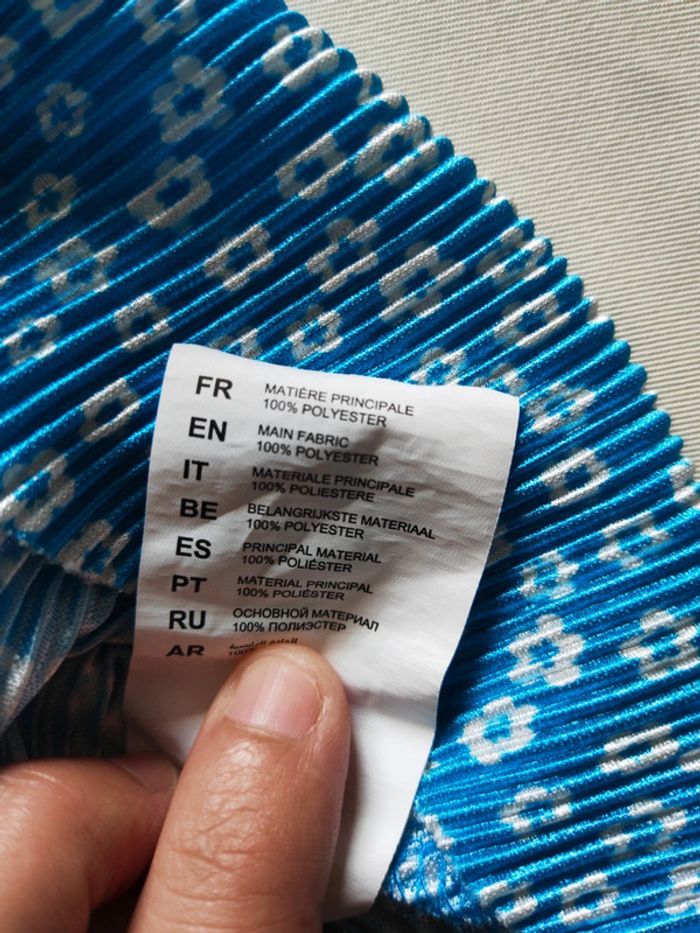 FR MATIÈRE PRINCIPALE
100% POLYESTER
EN MAIN FABRIC
100% POLYESTER
IT MATERIALE PRINCIPALE
100% POLIESTERE
BE BELANGRIJKSTE MATERIAAL
100% POLYESTER
ES PRINCIPAL MATERIAL
100% POLIÉSTER
PT MATERIAL PRINCIPAL
100% POLIÉSTER
RU ОСНОВНОЙ МАТЕРИАЛ
100% ПОЛИЭСТЕР
AR